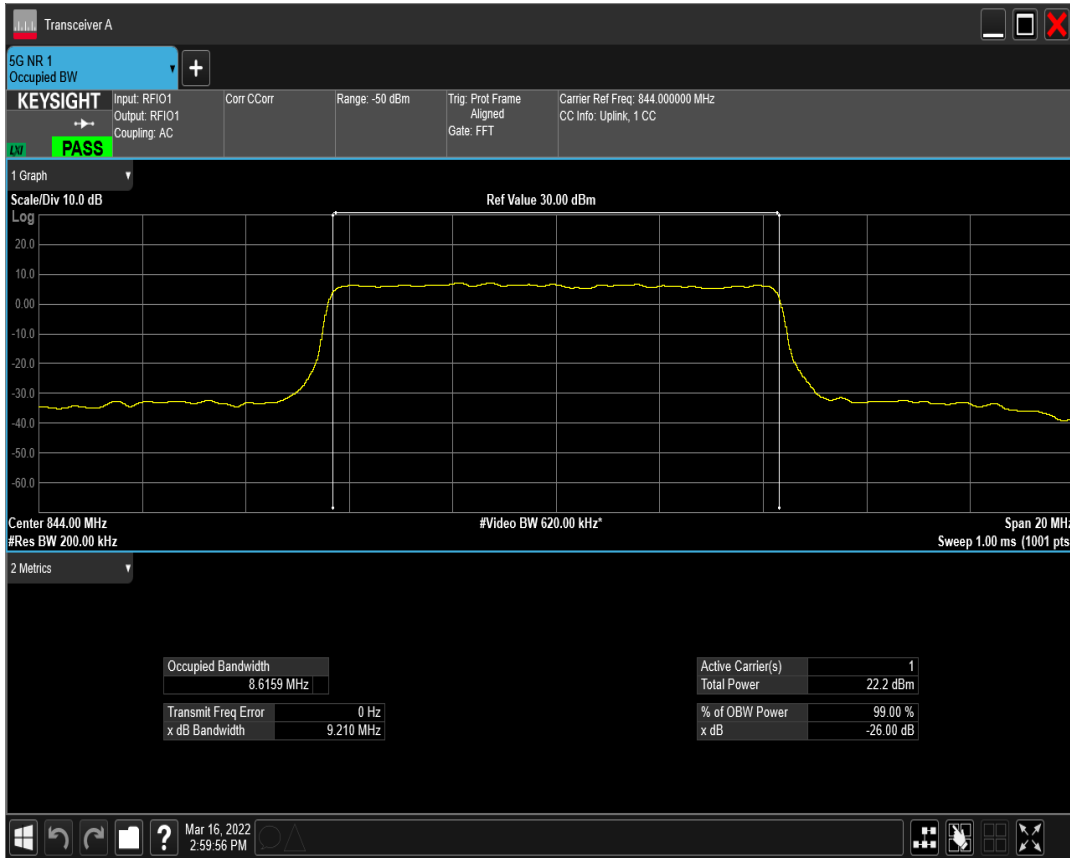 Transceiver A
5G NR 1
Occupied BW
KEYSIGHT
LXI
PASS
Input: RFIO1
Output: RFIO1
Coupling: AC
Corr CCorr
Range: -50 dBm
Trig: Prot Frame
Aligned
Gate: FFT
Carrier Ref Freq: 844.000000 MHz
CC Info: Uplink, 1 CC
1 Graph
Scale/Div 10.0 dB
Ref Value 30.00 dBm
Log
20.0
10.0
0.00
-10.0
-20.0
-30.0
-40.0
-50.0
-60.0
Center 844.00 MHz
#Video BW 620.00 kHz*
Span 20 MHz
#Res BW 200.00 kHz
Sweep 1.00 ms (1001 pts
2 Metrics
Occupied Bandwidth
8.6159 MHz
Transmit Freq Error 0 Hz
x dB Bandwidth 9.210 MHz
Active Carrier(s) 1
Total Power 22.2 dBm
% of OBW Power 99.00 %
x dB -26.00 dB
?
Mar 16, 2022
2:59:56 PM